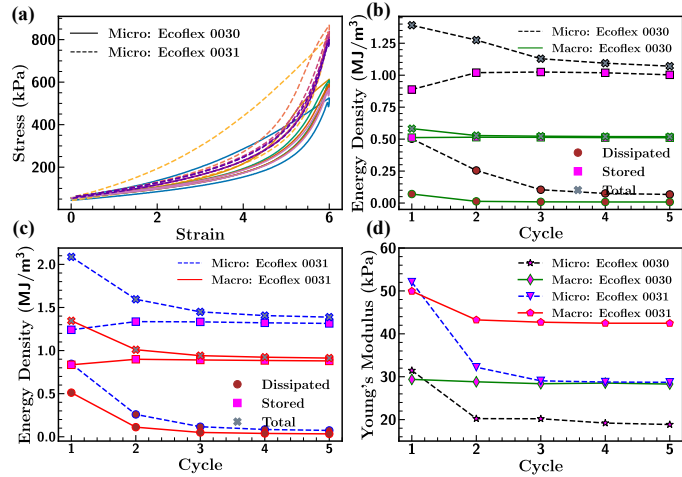 (a)
Micro: Ecoflex 0030
Micro: Ecoflex 0031
Stress (kPa)
800
600
400
200
0
2
4
6
Strain
(b)
Micro: Ecoflex 0030
Macro: Ecoflex 0030
Energy Density (MJ/m³)
1.25
1.00
0.75
0.50
0.25
0.00
Dissipated
Stored
Total
1
2
3
4
5
Cycle
(c)
Micro: Ecoflex 0031
Macro: Ecoflex 0031
Energy Density (MJ/m³)
2.0
1.5
1.0
0.5
0.0
Dissipated
Stored
Total
1
2
3
4
5
Cycle
(d)
Micro: Ecoflex 0030
Macro: Ecoflex 0030
Micro: Ecoflex 0031
Macro: Ecoflex 0031
Young's Modulus (kPa)
60
50
40
30
20
1
2
3
4
5
Cycle